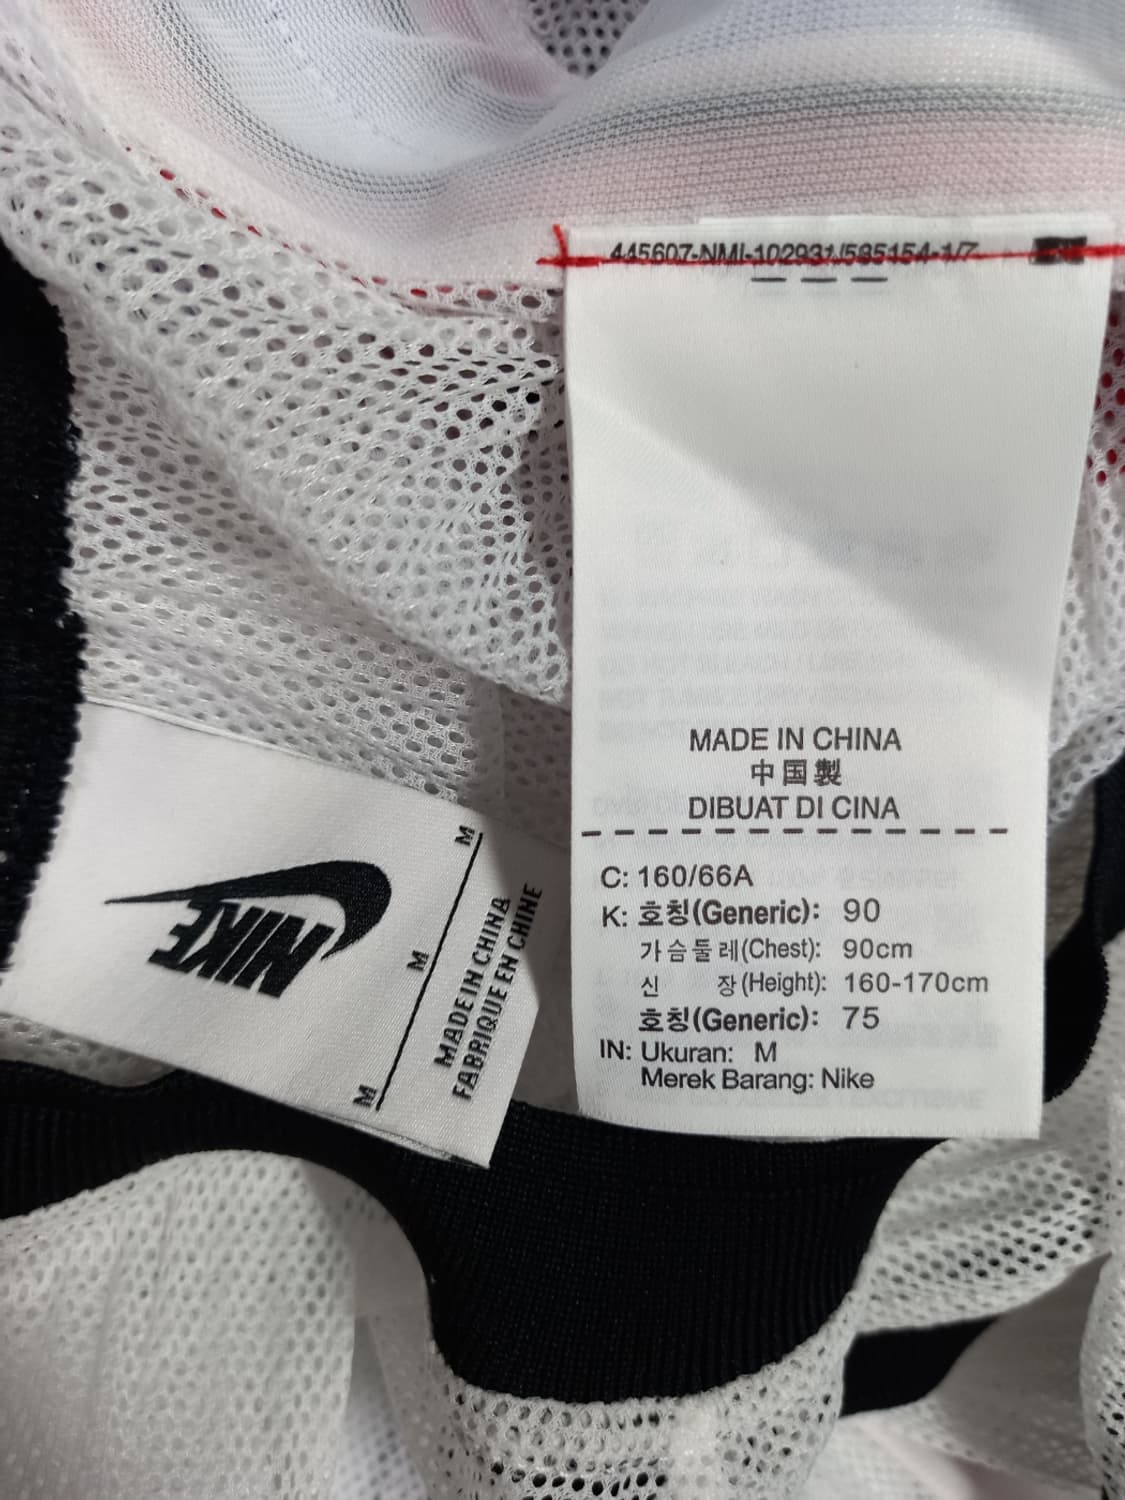 445607-NMI-102931/585154-1/7
MADE IN CHINA
中国製
DIBUAT DI CINA
C: 160/66A
K: 호칭(Generic): 90
가슴둘레(Chest): 90cm
신 장(Height): 160-170cm
호칭(Generic): 75
IN: Ukuran: M
Merek Barang: Nike
NIKE
M M M
MADE IN CHINA
FABRIQUE EN CHINE